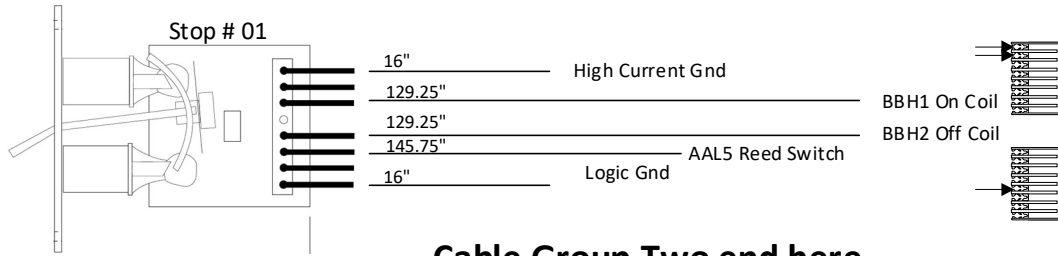 Stop # 01
16"
High Current Gnd
129.25"
BBH1 On Coil
129.25"
BBH2 Off Coil
145.75"
AAL5 Reed Switch
Logic Gnd
16"
Cable Group Two end here